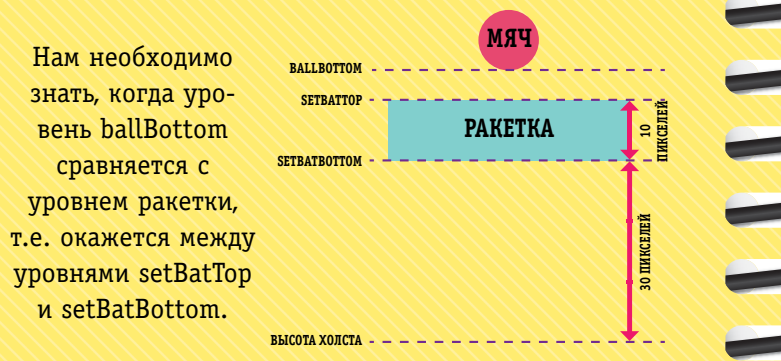 Нам необходимо
знать, когда уро-
вень ballBottom
сравняется с
уровнем ракетки,
т.е. окажется между
уровнями setBatTop
и setBatBottom.
МЯЧ
BALLBOTTOM
SETBATTOP
РАКЕТКА
10
ПИКСЕЛЕЙ
SETBATBOTTOM
30 ПИКСЕЛЕЙ
ВЫСОТА ХОЛСТА